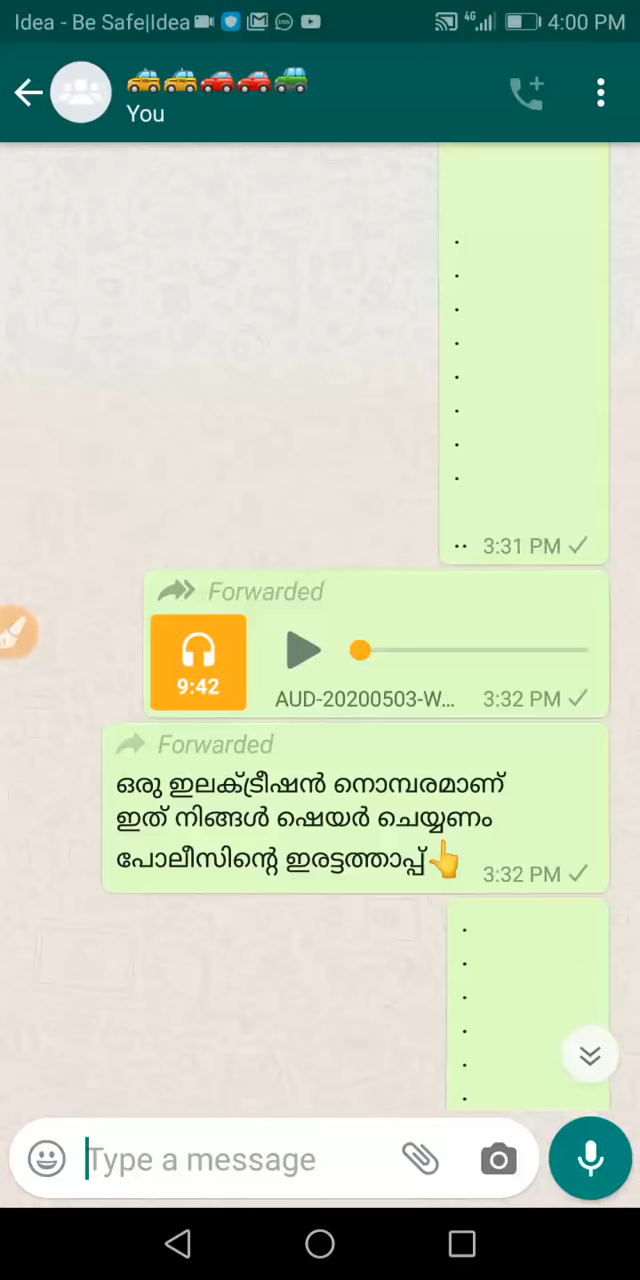 Idea - Be Safe|Idea 4G 4:00 PM
🚕🚕🚗🚗🚙
You
.
.
.
.
.
.
.
.
.. 3:31 PM
Forwarded
9:42
AUD-20200503-W... 3:32 PM
Forwarded
ഒരു ഇലക്ട്രീഷൻ നൊമ്പരമാണ്
ഇത് നിങ്ങൾ ഷെയർ ചെയ്യണം
പോലീസിന്റെ ഇരട്ടത്താപ്പ്👆
3:32 PM
.
.
.
.
.
.
Type a message